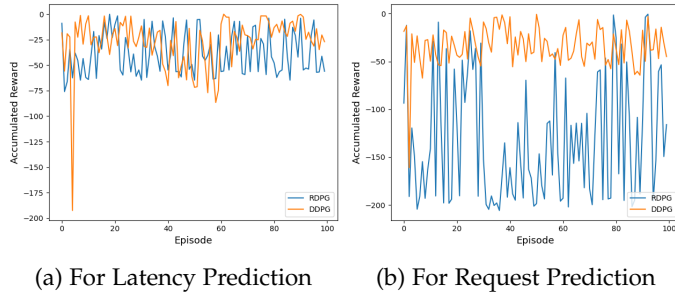 0
−25
−50
−75
−100
−125
−150
−175
−200
Accumulated Reward
0
20
40
60
80
100
Episode
RDPG
DDPG
(a) For Latency Prediction
0
−50
−100
−150
−200
Accumulated Reward
0
20
40
60
80
100
Episode
RDPG
DDPG
(b) For Request Prediction